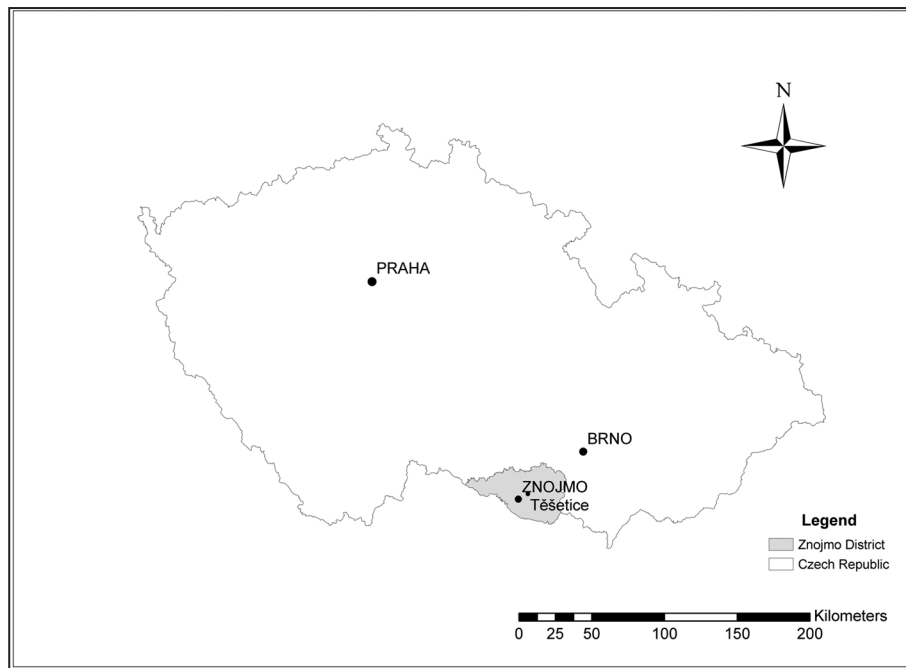 N
PRAHA
BRNO
ZNOJMO
Těšetice
Legend
Znojmo District
Czech Republic
Kilometers
0 25 50 100 150 200